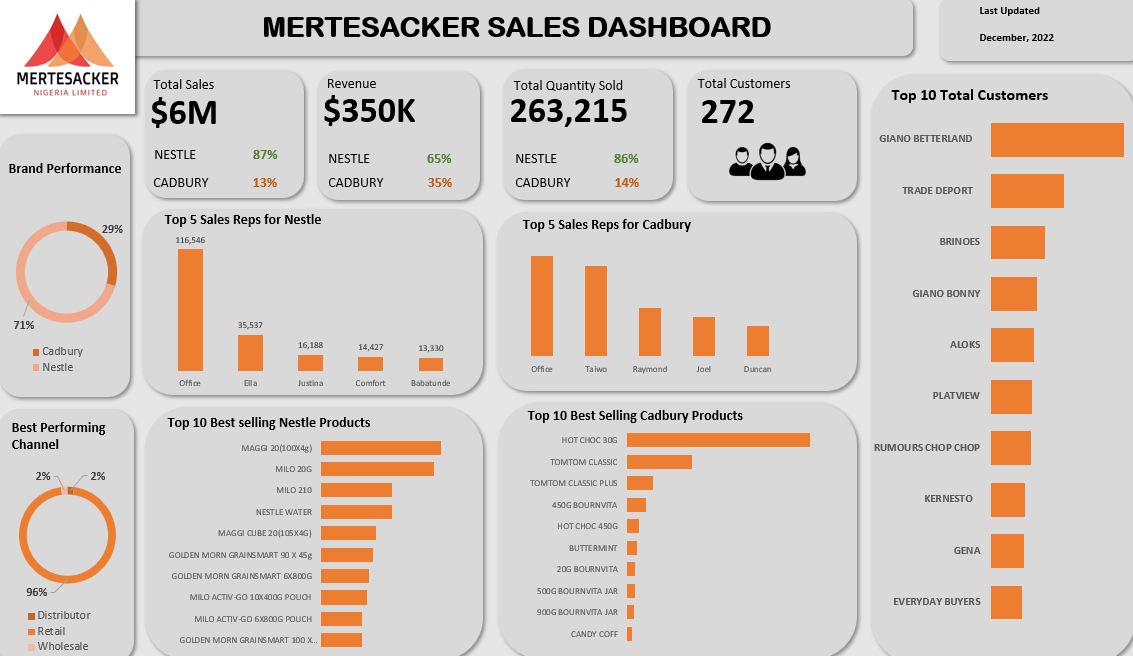 MERTESACKER
NIGERIA LIMITED
MERTESACKER SALES DASHBOARD
Last Updated
December, 2022
Total Sales
$6M
NESTLE 87%
CADBURY 13%
Revenue
$350K
NESTLE 65%
CADBURY 35%
Total Quantity Sold
263,215
NESTLE 86%
CADBURY 14%
Total Customers
272
Brand Performance
29%
71%
Cadbury
Nestle
Top 5 Sales Reps for Nestle
116,546
35,537
16,188
14,427
13,330
Office Ella Justina Comfort Babatunde
Top 5 Sales Reps for Cadbury
Office Taiwo Raymond Joel Duncan
Best Performing
Channel
2% 2%
96%
Distributor
Retail
Wholesale
Top 10 Best selling Nestle Products
MAGGI 20(100X4g)
MILO 20G
MILO 210
NESTLE WATER
MAGGI CUBE 20(105X4G)
GOLDEN MORN GRAINSMART 90 X 45g
GOLDEN MORN GRAINSMART 6X800G
MILO ACTIV-GO 10X400G POUCH
MILO ACTIV-GO 6X800G POUCH
GOLDEN MORN GRAINSMART 100 X...
Top 10 Best Selling Cadbury Products
HOT CHOC 30G
TOMTOM CLASSIC
TOMTOM CLASSIC PLUS
450G BOURNVITA
HOT CHOC 450G
BUTTERMINT
20G BOURNVITA
500G BOURNVITA JAR
900G BOURNVITA JAR
CANDY COFF
Top 10 Total Customers
GIANO BETTERLAND
TRADE DEPORT
BRINOES
GIANO BONNY
ALOKS
PLATVIEW
RUMOURS CHOP CHOP
KERNESTO
GENA
EVERYDAY BUYERS